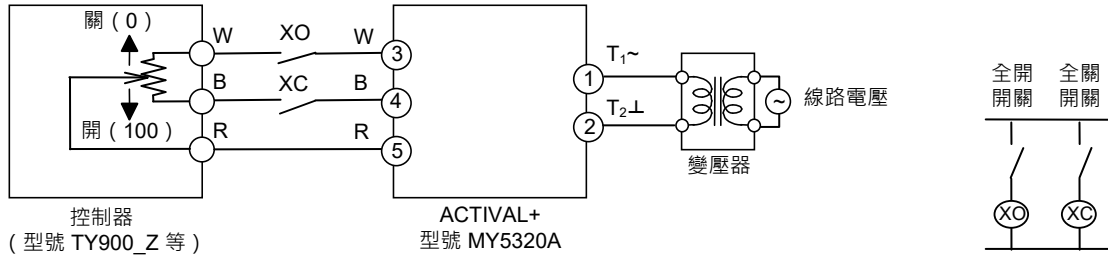 關（0）
W XO W 3
B XC B 4
開（100）
R R 5
控制器
（型號 TY900_Z 等）
ACTIVAL+
型號 MY5320A
1 T₁~
2 T₂⊥
~ 線路電壓
變壓器
全開 全關
開關 開關
XO XC